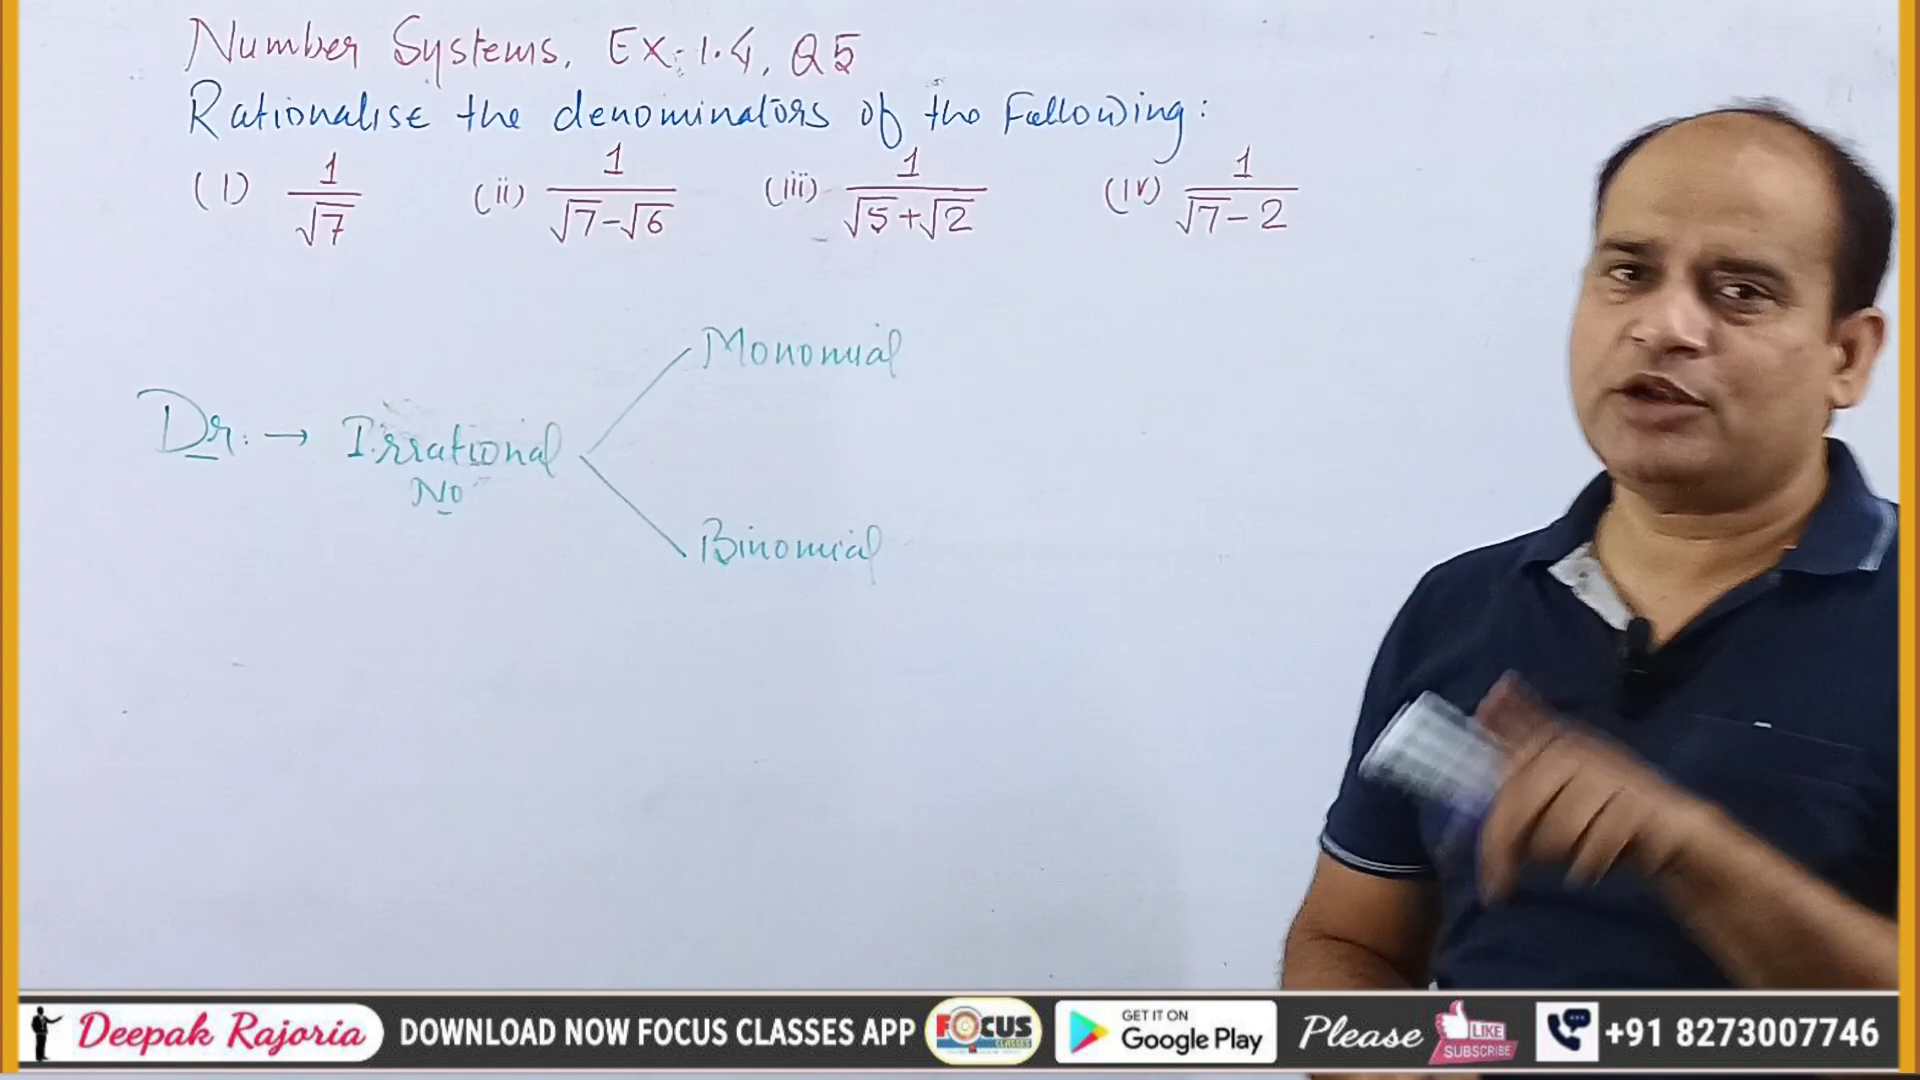 Number Systems, Ex:1.4, Q5
Rationalise the denominators of the Following:
(i) 1/√7 (ii) 1/√7-√6 (iii) 1/√5+√2 (iv) 1/√7-2
Monomial
Dr. → Irrational
No
Binomial
Deepak Rajoria DOWNLOAD NOW FOCUS CLASSES APP FOCUS CLASSES GET IT ON Google Play Please LIKE SUBSCRIBE +91 8273007746